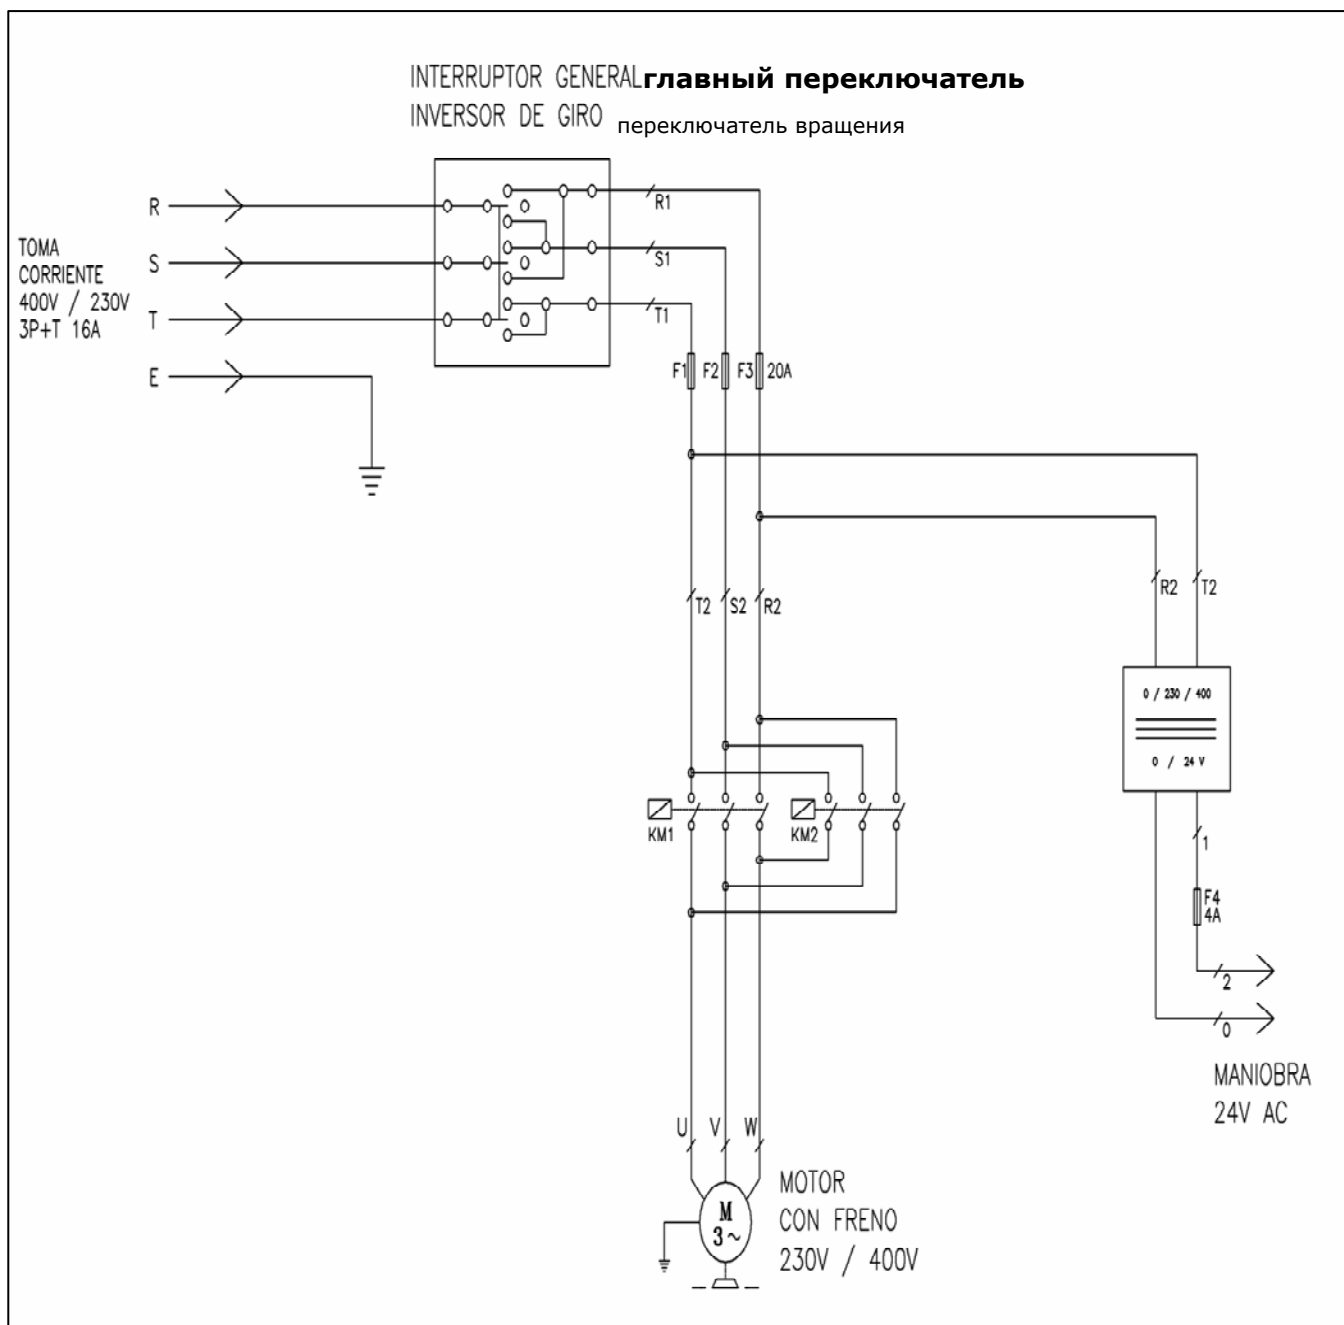 INTERRUPTOR GENERAL главный переключатель
INVERSOR DE GIRO переключатель вращения
R
R1
TOMA
CORRIENTE
400V / 230V
3P+T 16A
S
S1
T
T1
E
F1
F2
F3
20A
T2
S2
R2
R2
T2
0 / 230 / 400
0 / 24 V
KM1
KM2
1
F4
4A
2
0
MANIOBRA
24V AC
U
V
W
M
3~
MOTOR
CON FRENO
230V / 400V